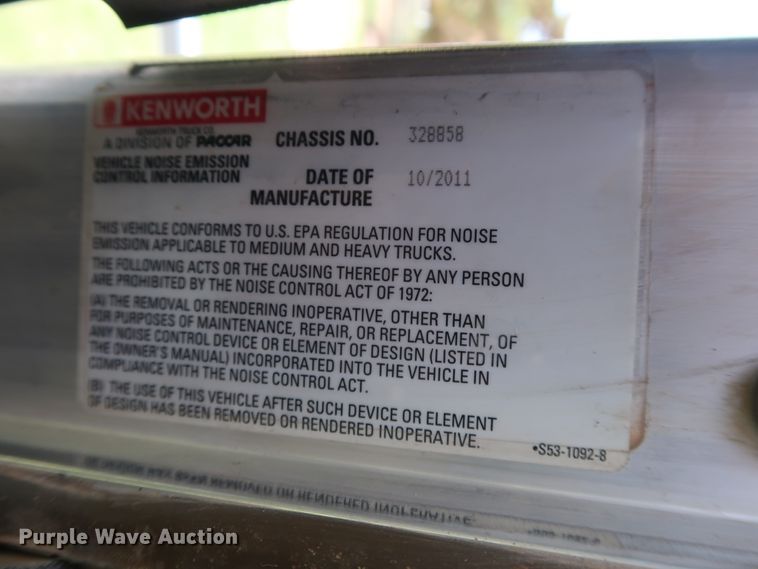 KENWORTH
KENWORTH TRUCK CO.
A DIVISION OF PACCAR
CHASSIS NO. 328858
VEHICLE NOISE EMISSION
CONTROL INFORMATION
DATE OF 10/2011
MANUFACTURE
THIS VEHICLE CONFORMS TO U.S. EPA REGULATION FOR NOISE
EMISSION APPLICABLE TO MEDIUM AND HEAVY TRUCKS.
THE FOLLOWING ACTS OR THE CAUSING THEREOF BY ANY PERSON
ARE PROHIBITED BY THE NOISE CONTROL ACT OF 1972:
(A) THE REMOVAL OR RENDERING INOPERATIVE, OTHER THAN
FOR PURPOSES OF MAINTENANCE, REPAIR, OR REPLACEMENT, OF
ANY NOISE CONTROL DEVICE OR ELEMENT OF DESIGN (LISTED IN
THE OWNER'S MANUAL) INCORPORATED INTO THE VEHICLE IN
COMPLIANCE WITH THE NOISE CONTROL ACT.
(B) THE USE OF THIS VEHICLE AFTER SUCH DEVICE OR ELEMENT
OF DESIGN HAS BEEN REMOVED OR RENDERED INOPERATIVE.
•S53-1092-8
Purple Wave Auction®